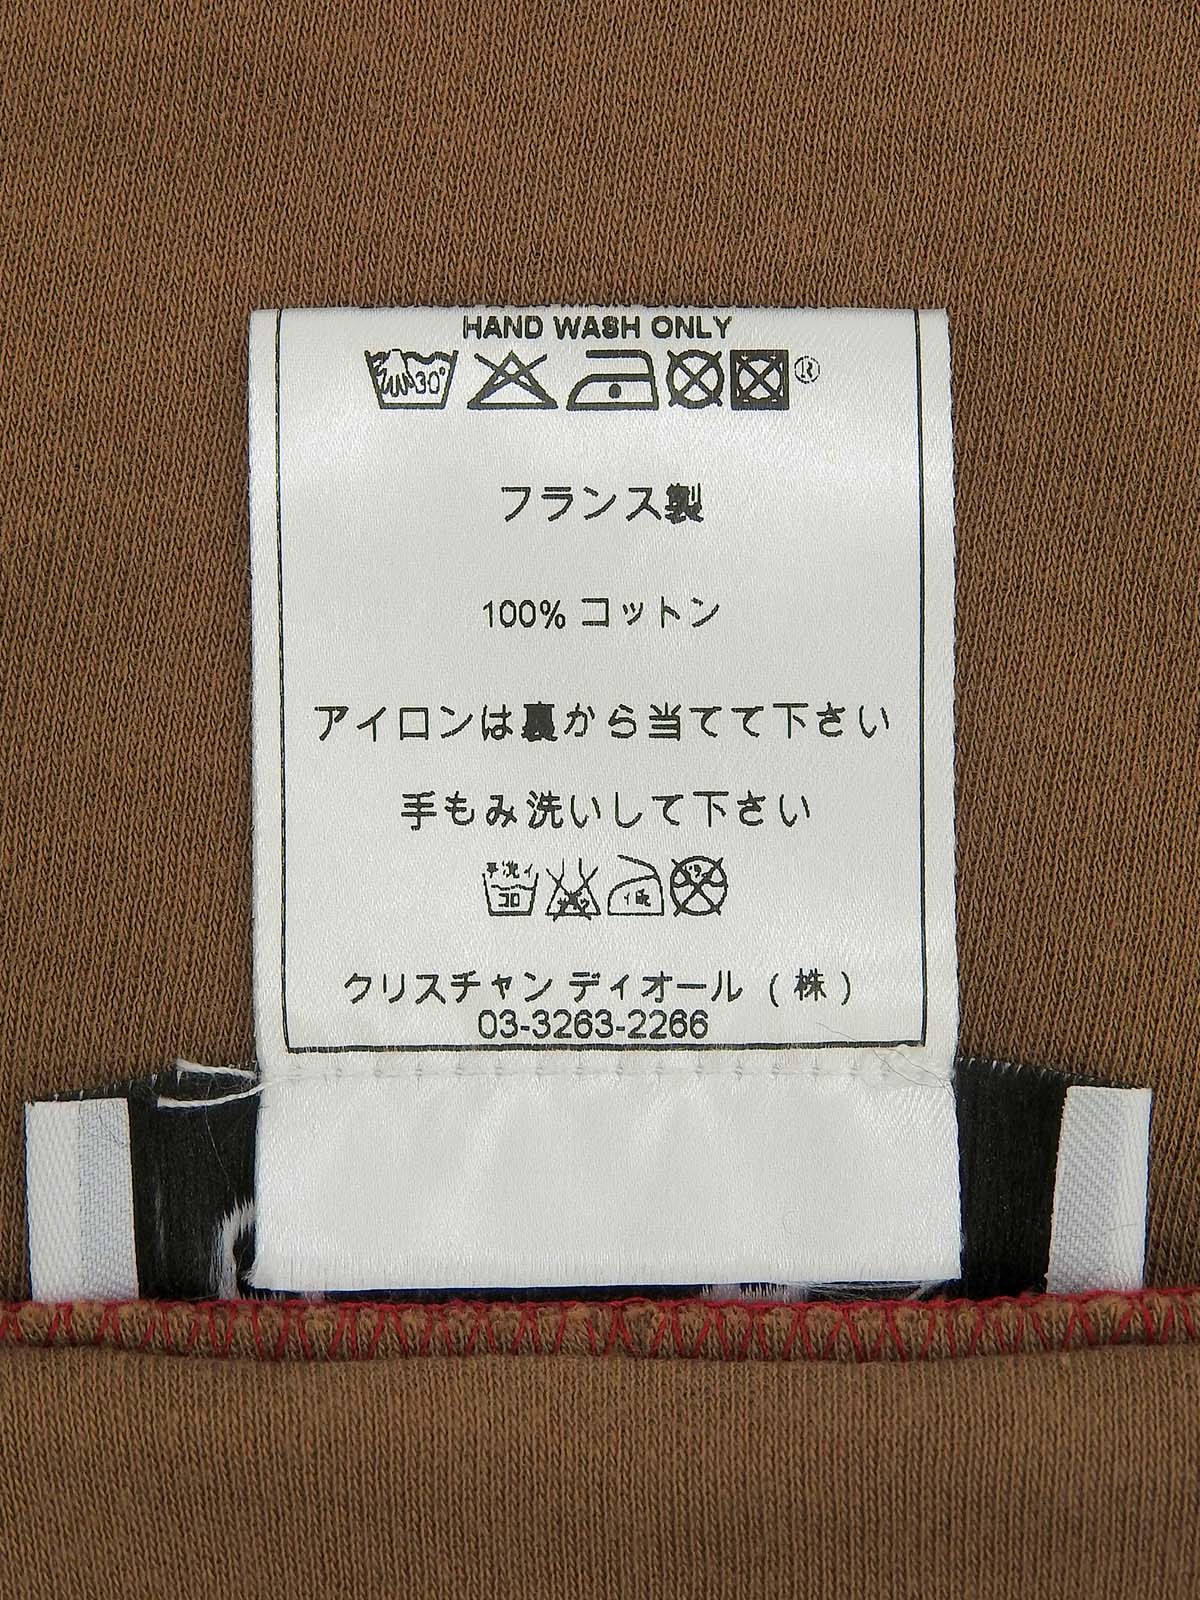 HAND WASH ONLY
30°
®
フランス製
100% コットン
アイロンは裏から当てて下さい
手もみ洗いして下さい
クリスチャン ディオール (株)
03-3263-2266